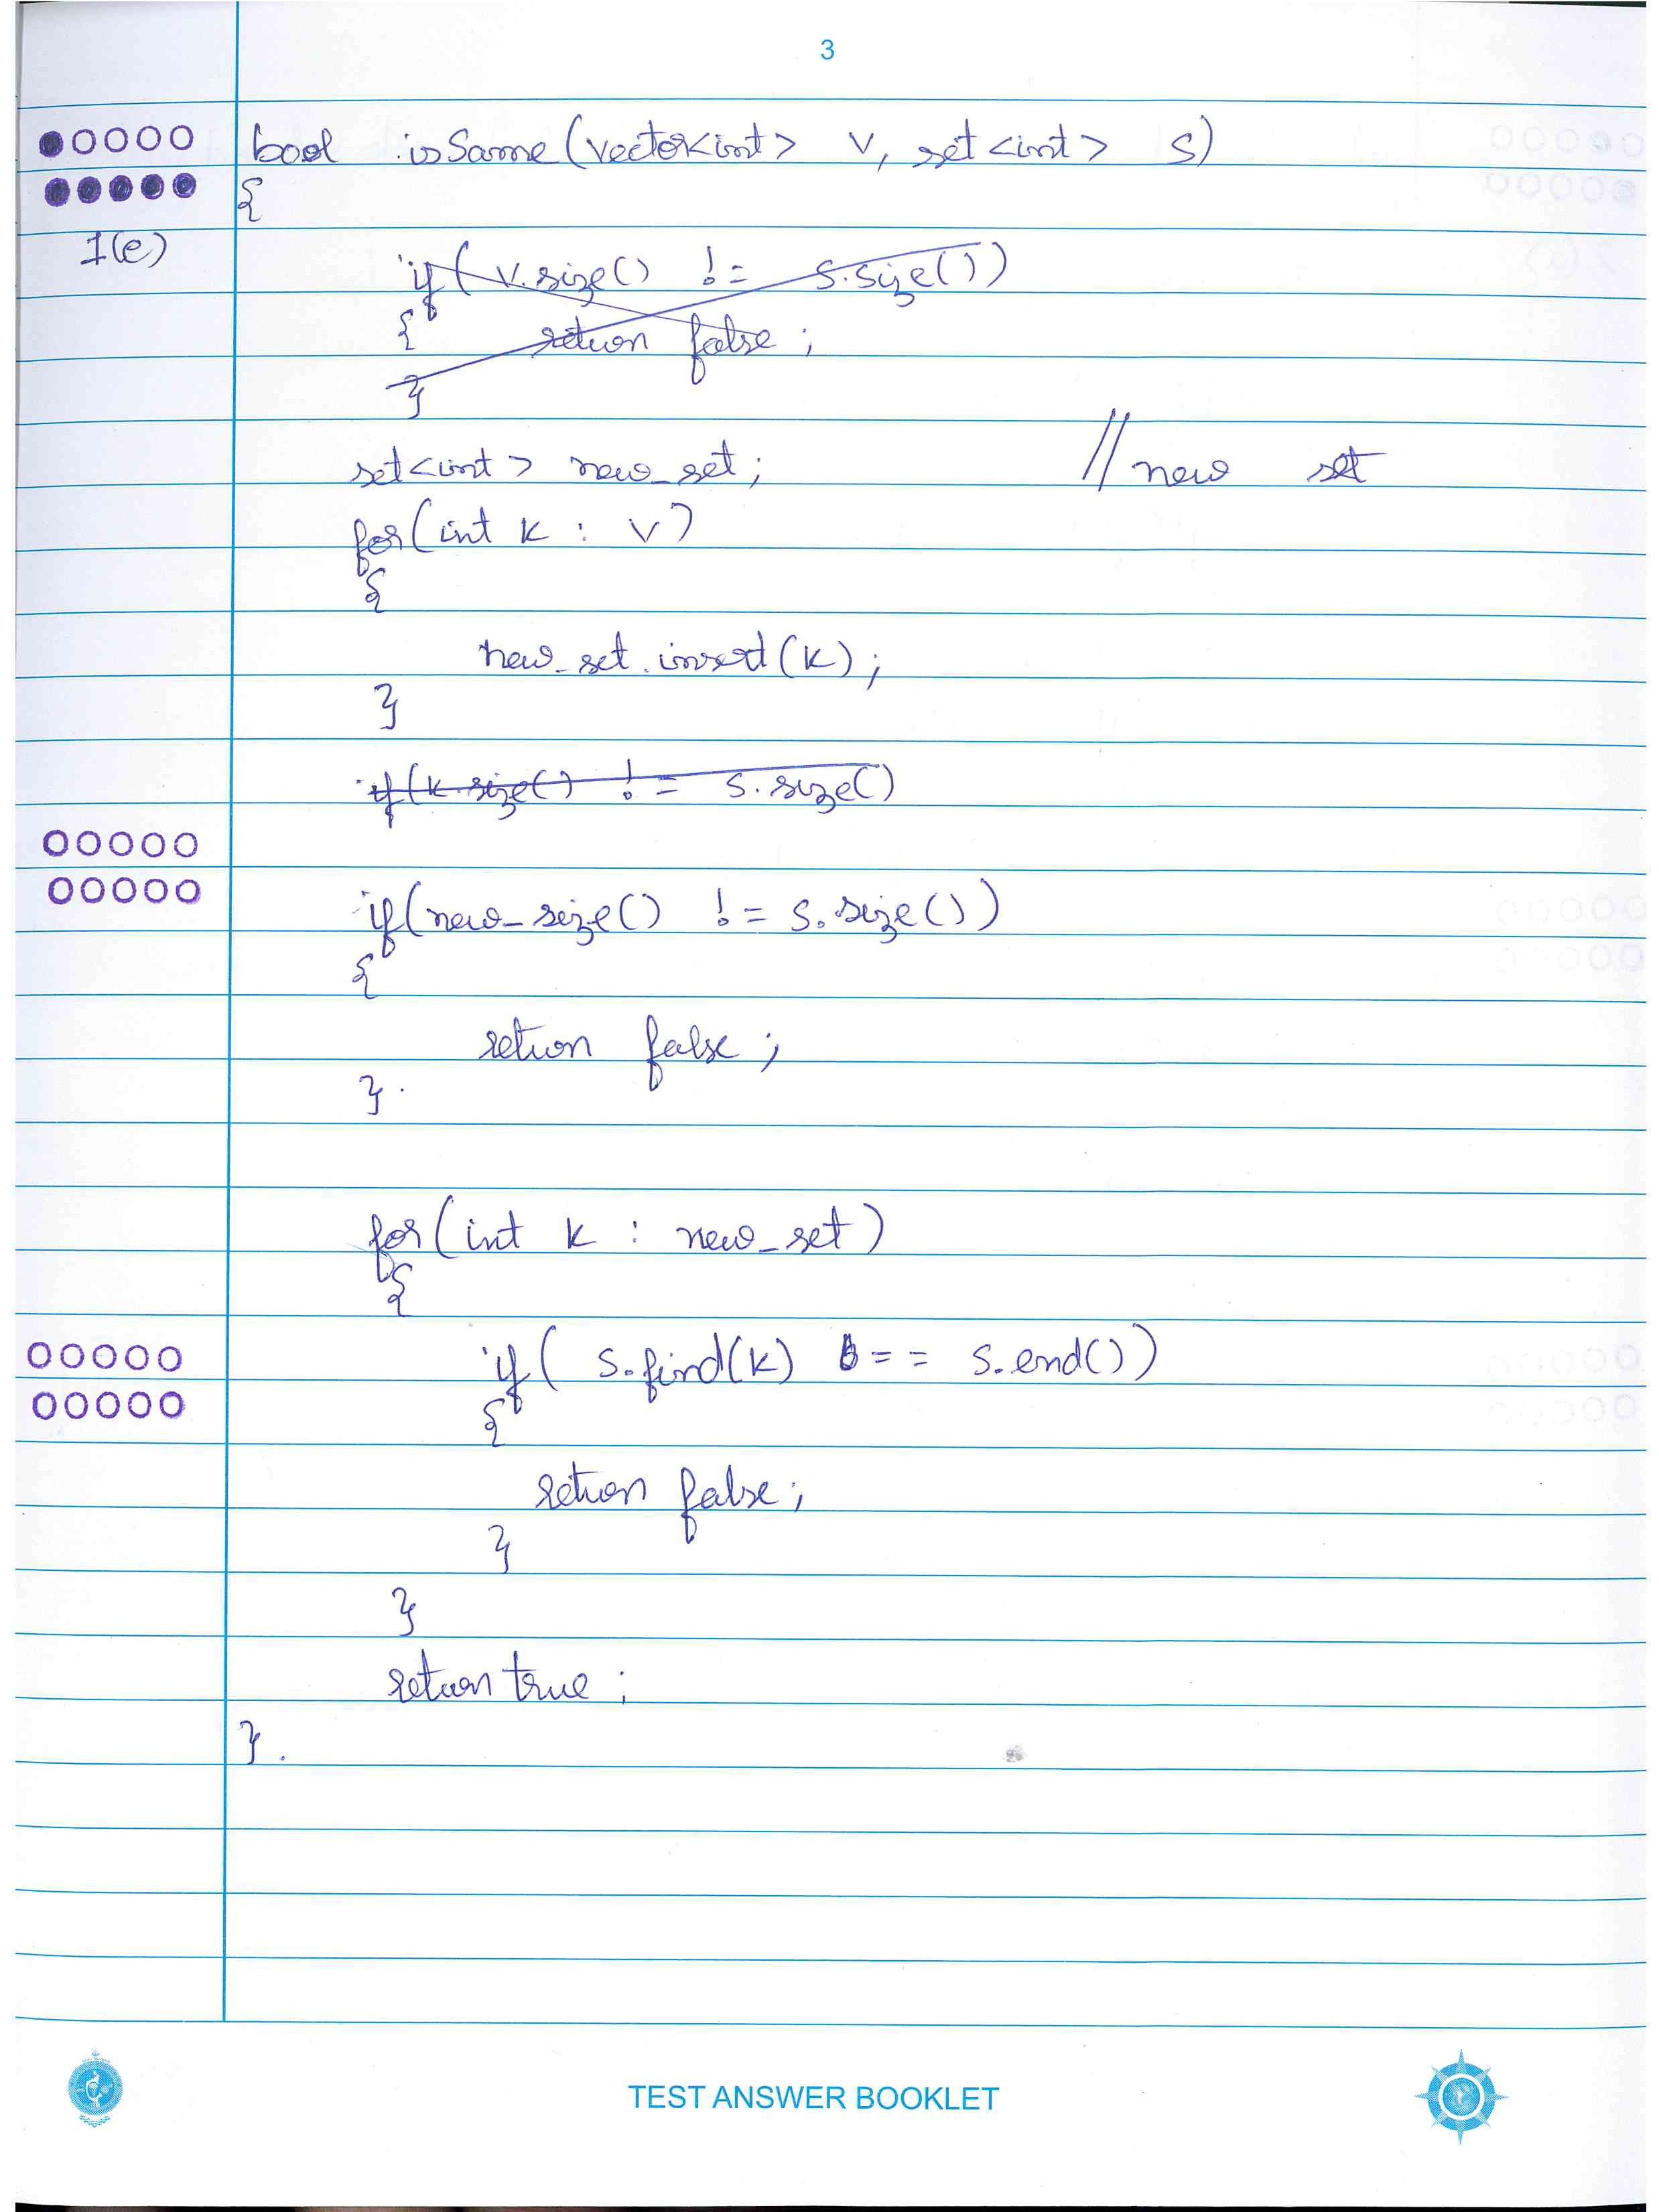 3
bool isSame(vector<int> v, set<int> s)
{
1(e)
if( v.size() != s.size())
{ return false ;
}
set<int> new_set; //new set
for(int k : v)
{
new_set.insert(k);
}
if(k.size() != s.size()
if(new_size() != s.size())
{
return false ;
}.
for(int k : new_set)
{
if( s.find(k) == s.end())
{
return false;
}
}
return true ;
}.
TEST ANSWER BOOKLET